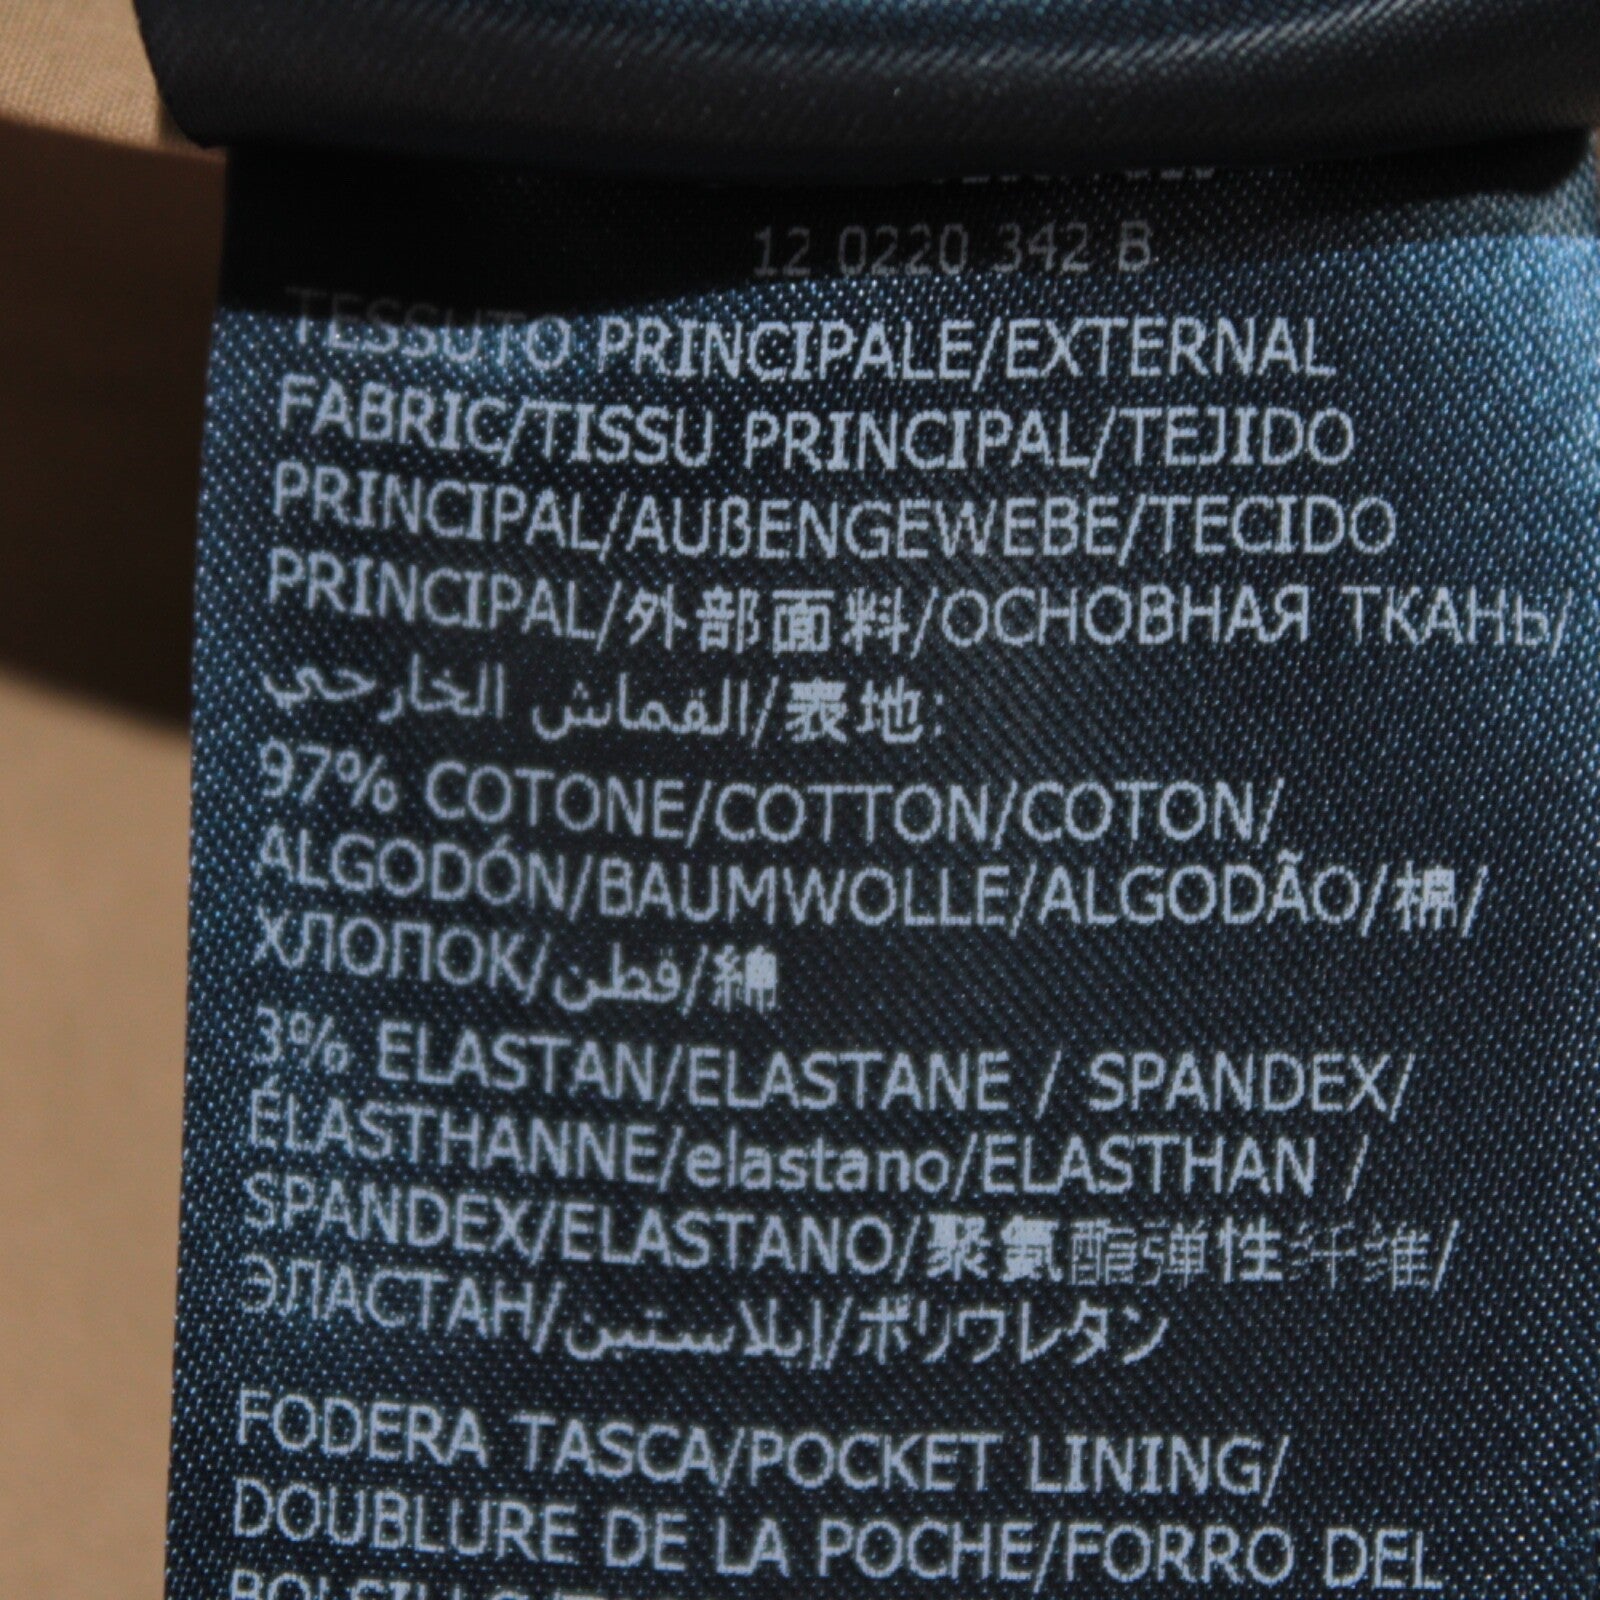 12 0220 342 B
TESSUTO PRINCIPALE/EXTERNAL
FABRIC/TISSU PRINCIPAL/TEJIDO
PRINCIPAL/AUßENGEWEBE/TECIDO
PRINCIPAL/外部面料/ОСНОВНАЯ ТКАНЬ/
القماش الخارجي/表地:
97% COTONE/COTTON/COTON/
ALGODÓN/BAUMWOLLE/ALGODÃO/棉/
ХЛОПОК/قطن/綿
3% ELASTAN/ELASTANE / SPANDEX/
ÉLASTHANNE/elastano/ELASTHAN /
SPANDEX/ELASTANO/聚氨酯弹性纤维/
ЭЛАСТАН/إيلاستين/ポリウレタン
FODERA TASCA/POCKET LINING/
DOUBLURE DE LA POCHE/FORRO DEL